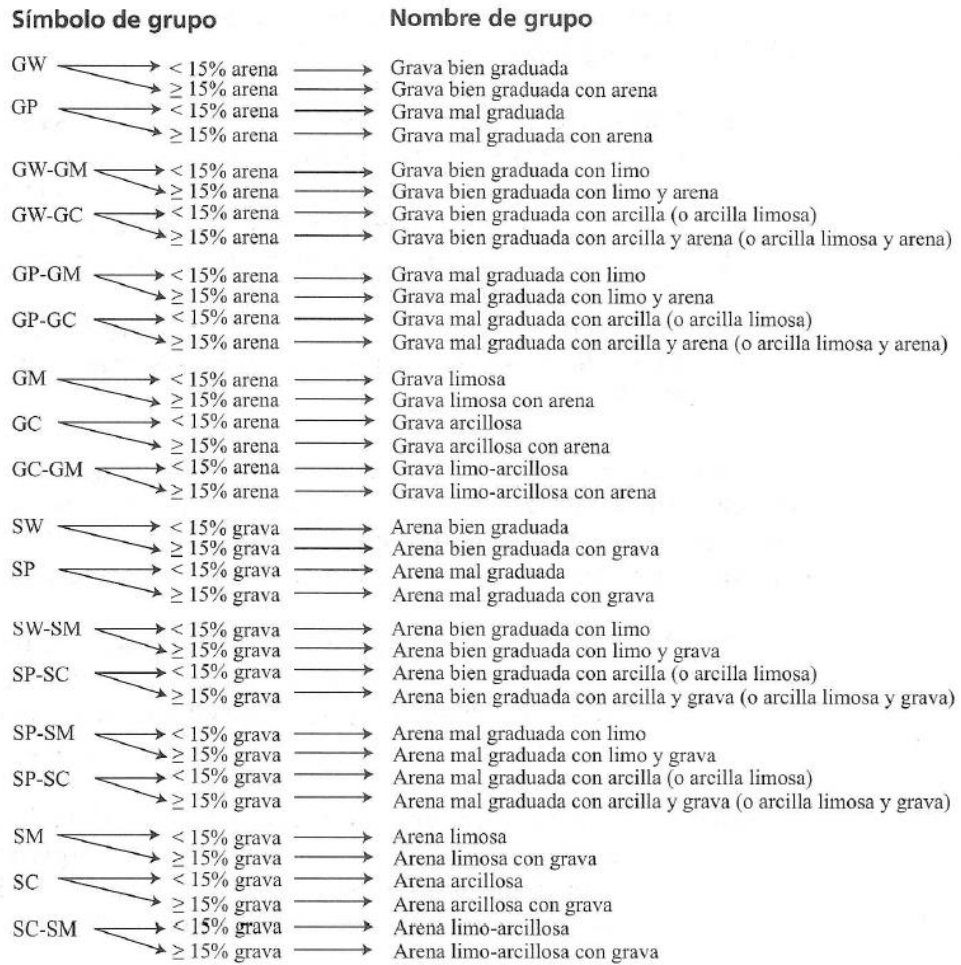 Símbolo de grupo Nombre de grupo
GW < 15% arena Grava bien graduada
≥ 15% arena Grava bien graduada con arena
GP < 15% arena Grava mal graduada
≥ 15% arena Grava mal graduada con arena
GW-GM < 15% arena Grava bien graduada con limo
≥ 15% arena Grava bien graduada con limo y arena
GW-GC < 15% arena Grava bien graduada con arcilla (o arcilla limosa)
≥ 15% arena Grava bien graduada con arcilla y arena (o arcilla limosa y arena)
GP-GM < 15% arena Grava mal graduada con limo
≥ 15% arena Grava mal graduada con limo y arena
GP-GC < 15% arena Grava mal graduada con arcilla (o arcilla limosa)
≥ 15% arena Grava mal graduada con arcilla y arena (o arcilla limosa y arena)
GM < 15% arena Grava limosa
≥ 15% arena Grava limosa con arena
GC < 15% arena Grava arcillosa
≥ 15% arena Grava arcillosa con arena
GC-GM < 15% arena Grava limo-arcillosa
≥ 15% arena Grava limo-arcillosa con arena
SW < 15% grava Arena bien graduada
≥ 15% grava Arena bien graduada con grava
SP < 15% grava Arena mal graduada
≥ 15% grava Arena mal graduada con grava
SW-SM < 15% grava Arena bien graduada con limo
≥ 15% grava Arena bien graduada con limo y grava
SP-SC < 15% grava Arena bien graduada con arcilla (o arcilla limosa)
≥ 15% grava Arena bien graduada con arcilla y grava (o arcilla limosa y grava)
SP-SM < 15% grava Arena mal graduada con limo
≥ 15% grava Arena mal graduada con limo y grava
SP-SC < 15% grava Arena mal graduada con arcilla (o arcilla limosa)
≥ 15% grava Arena mal graduada con arcilla y grava (o arcilla limosa y grava)
SM < 15% grava Arena limosa
≥ 15% grava Arena limosa con grava
SC < 15% grava Arena arcillosa
≥ 15% grava Arena arcillosa con grava
SC-SM < 15% grava Arena limo-arcillosa
≥ 15% grava Arena limo-arcillosa con grava